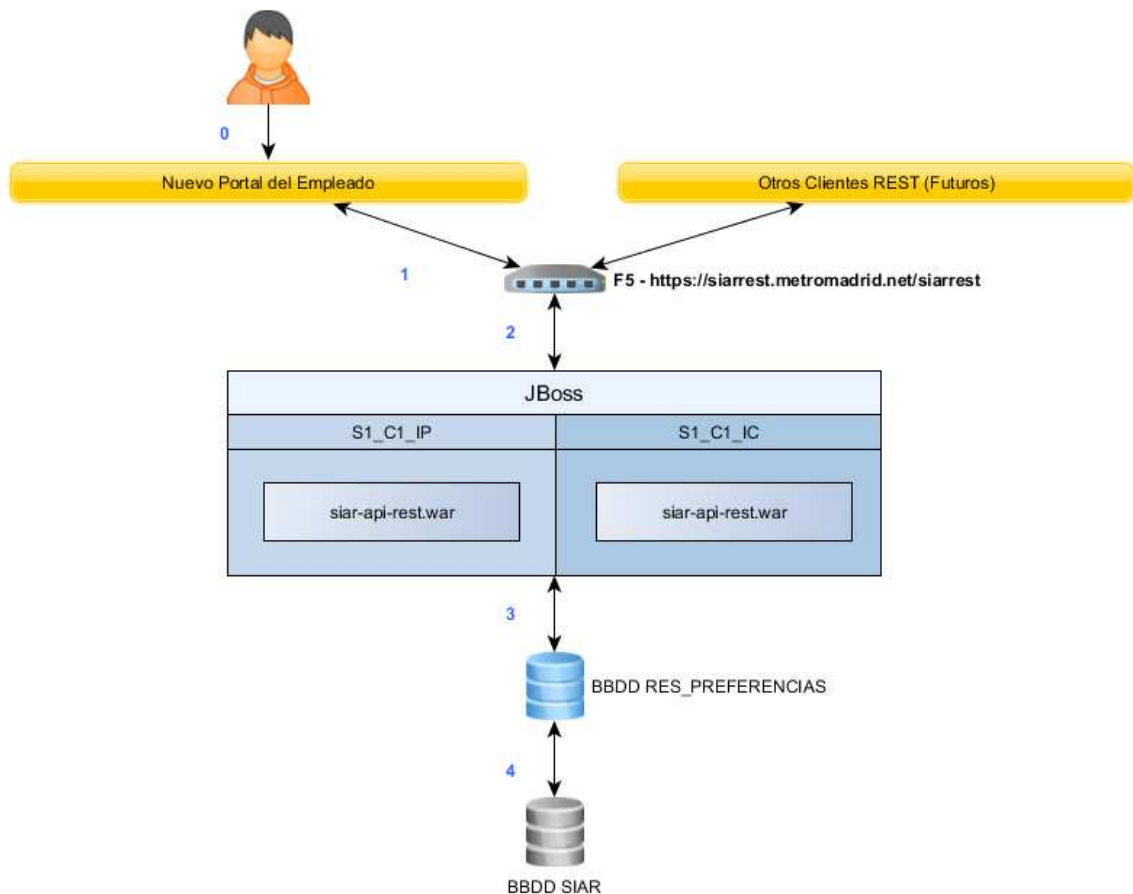 0
Nuevo Portal del Empleado
Otros Clientes REST (Futuros)
1
F5 - https://siarrest.metromadrid.net/siarrest
2
JBoss
S1_C1_IP
S1_C1_IC
siar-api-rest.war
siar-api-rest.war
3
BBDD RES_PREFERENCIAS
4
BBDD SIAR